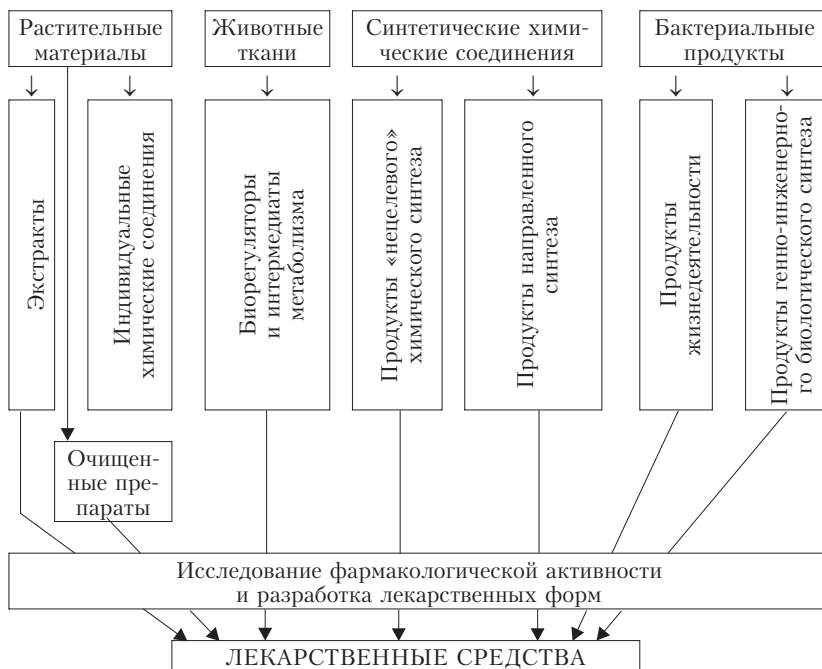 Растительные
материалы
Животные
ткани
Синтетические хими-
ческие соединения
Бактериальные
продукты
Экстракты
Индивидуальные
химические соединения
Биорегуляторы
и интермедиаты
метаболизма
Продукты «нецелевого»
химического синтеза
Продукты направленного
синтеза
Продукты
жизнедеятельности
Продукты генно-инженерно-
го биологического синтеза
Очищен-
ные пре-
параты
Исследование фармакологической активности
и разработка лекарственных форм
ЛЕКАРСТВЕННЫЕ СРЕДСТВА